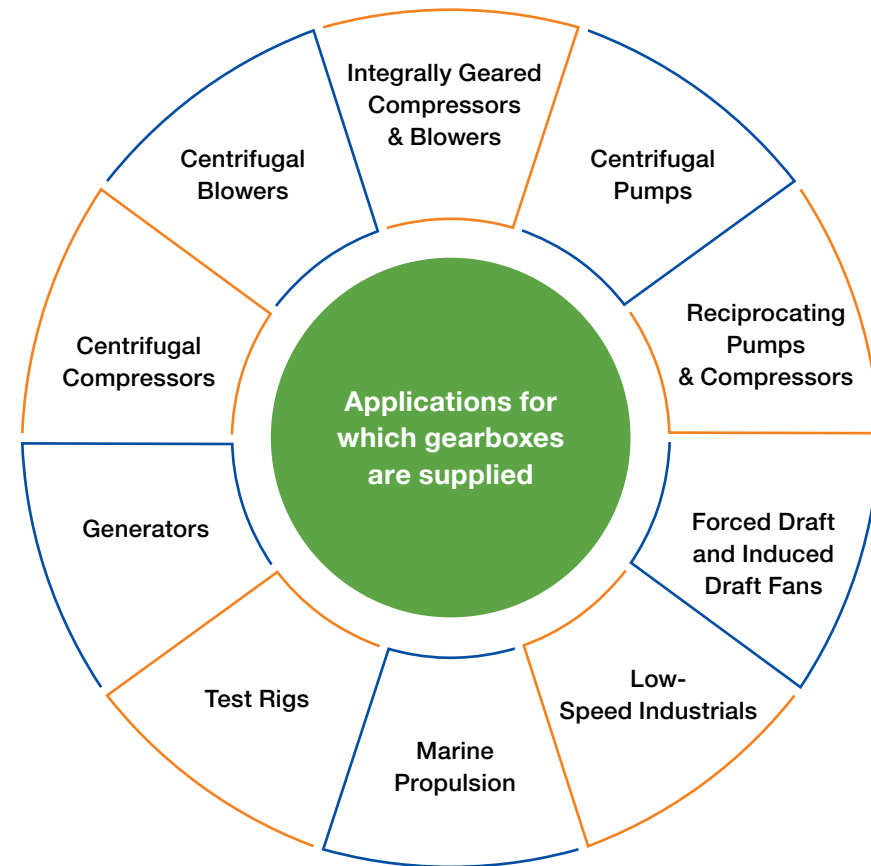 Integrally Geared
Compressors
& Blowers
Centrifugal
Pumps
Reciprocating
Pumps
& Compressors
Forced Draft
and Induced
Draft Fans
Low-
Speed Industrials
Marine
Propulsion
Test Rigs
Generators
Centrifugal
Compressors
Centrifugal
Blowers
Applications for
which gearboxes
are supplied